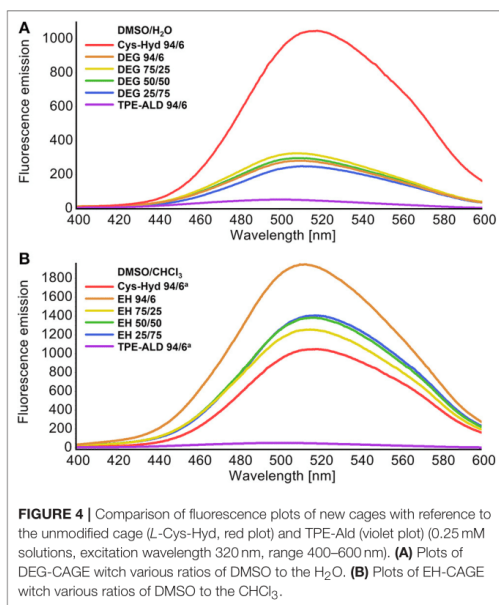 A
DMSO/H₂O
Cys-Hyd 94/6
DEG 94/6
DEG 75/25
DEG 50/50
DEG 25/75
TPE-ALD 94/6
Fluorescence emission
1000
800
600
400
200
0
400 420 440 460 480 500 520 540 560 580 600
Wavelength [nm]
B
DMSO/CHCl₃
Cys-Hyd 94/6ᵃ
EH 94/6
EH 75/25
EH 50/50
EH 25/75
TPE-ALD 94/6ᵃ
Fluorescence emission
1800
1600
1400
1200
1000
800
600
400
200
0
400 420 440 460 480 500 520 540 560 580 600
Wavelength [nm]
FIGURE 4 | Comparison of fluorescence plots of new cages with reference to
the unmodified cage (L-Cys-Hyd, red plot) and TPE-Ald (violet plot) (0.25 mM
solutions, excitation wavelength 320 nm, range 400–600 nm). (A) Plots of
DEG-CAGE witch various ratios of DMSO to the H₂O. (B) Plots of EH-CAGE
witch various ratios of DMSO to the CHCl₃.